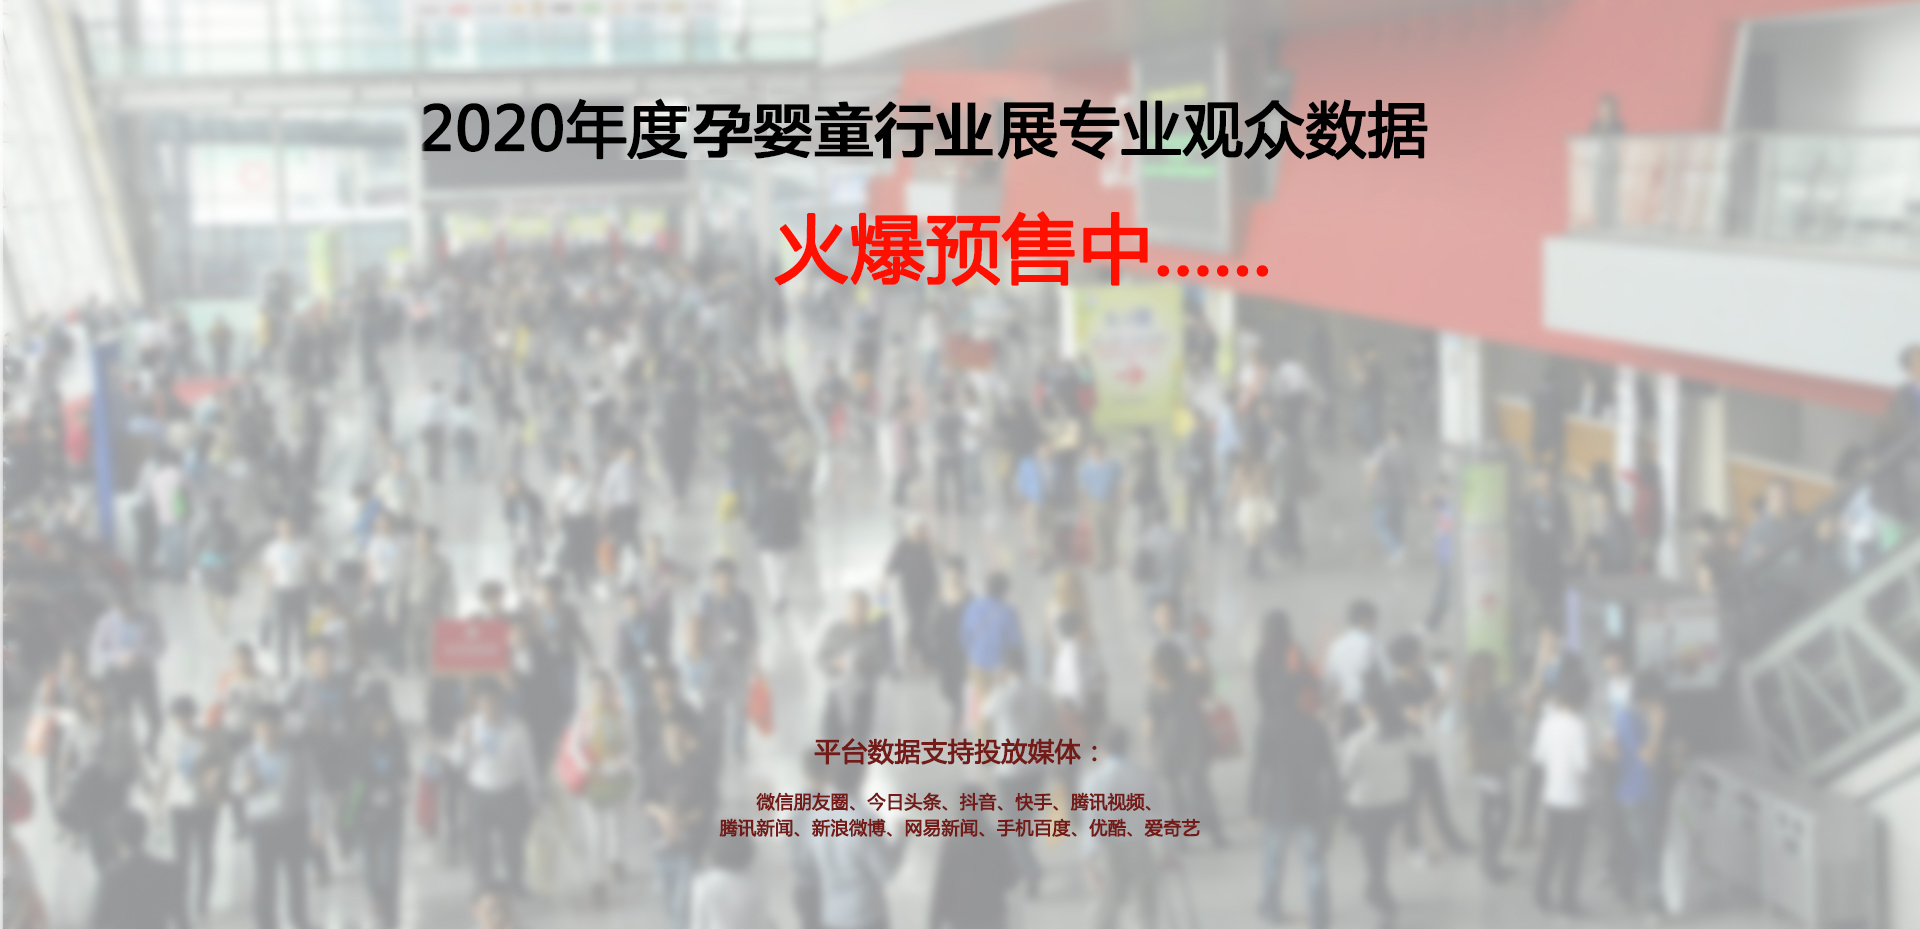 2020年度孕婴童行业展专业观众数据
火爆预售中......
平台数据支持投放媒体：
微信朋友圈、今日头条、抖音、快手、腾讯视频、
腾讯新闻、新浪微博、网易新闻、手机百度、优酷、爱奇艺